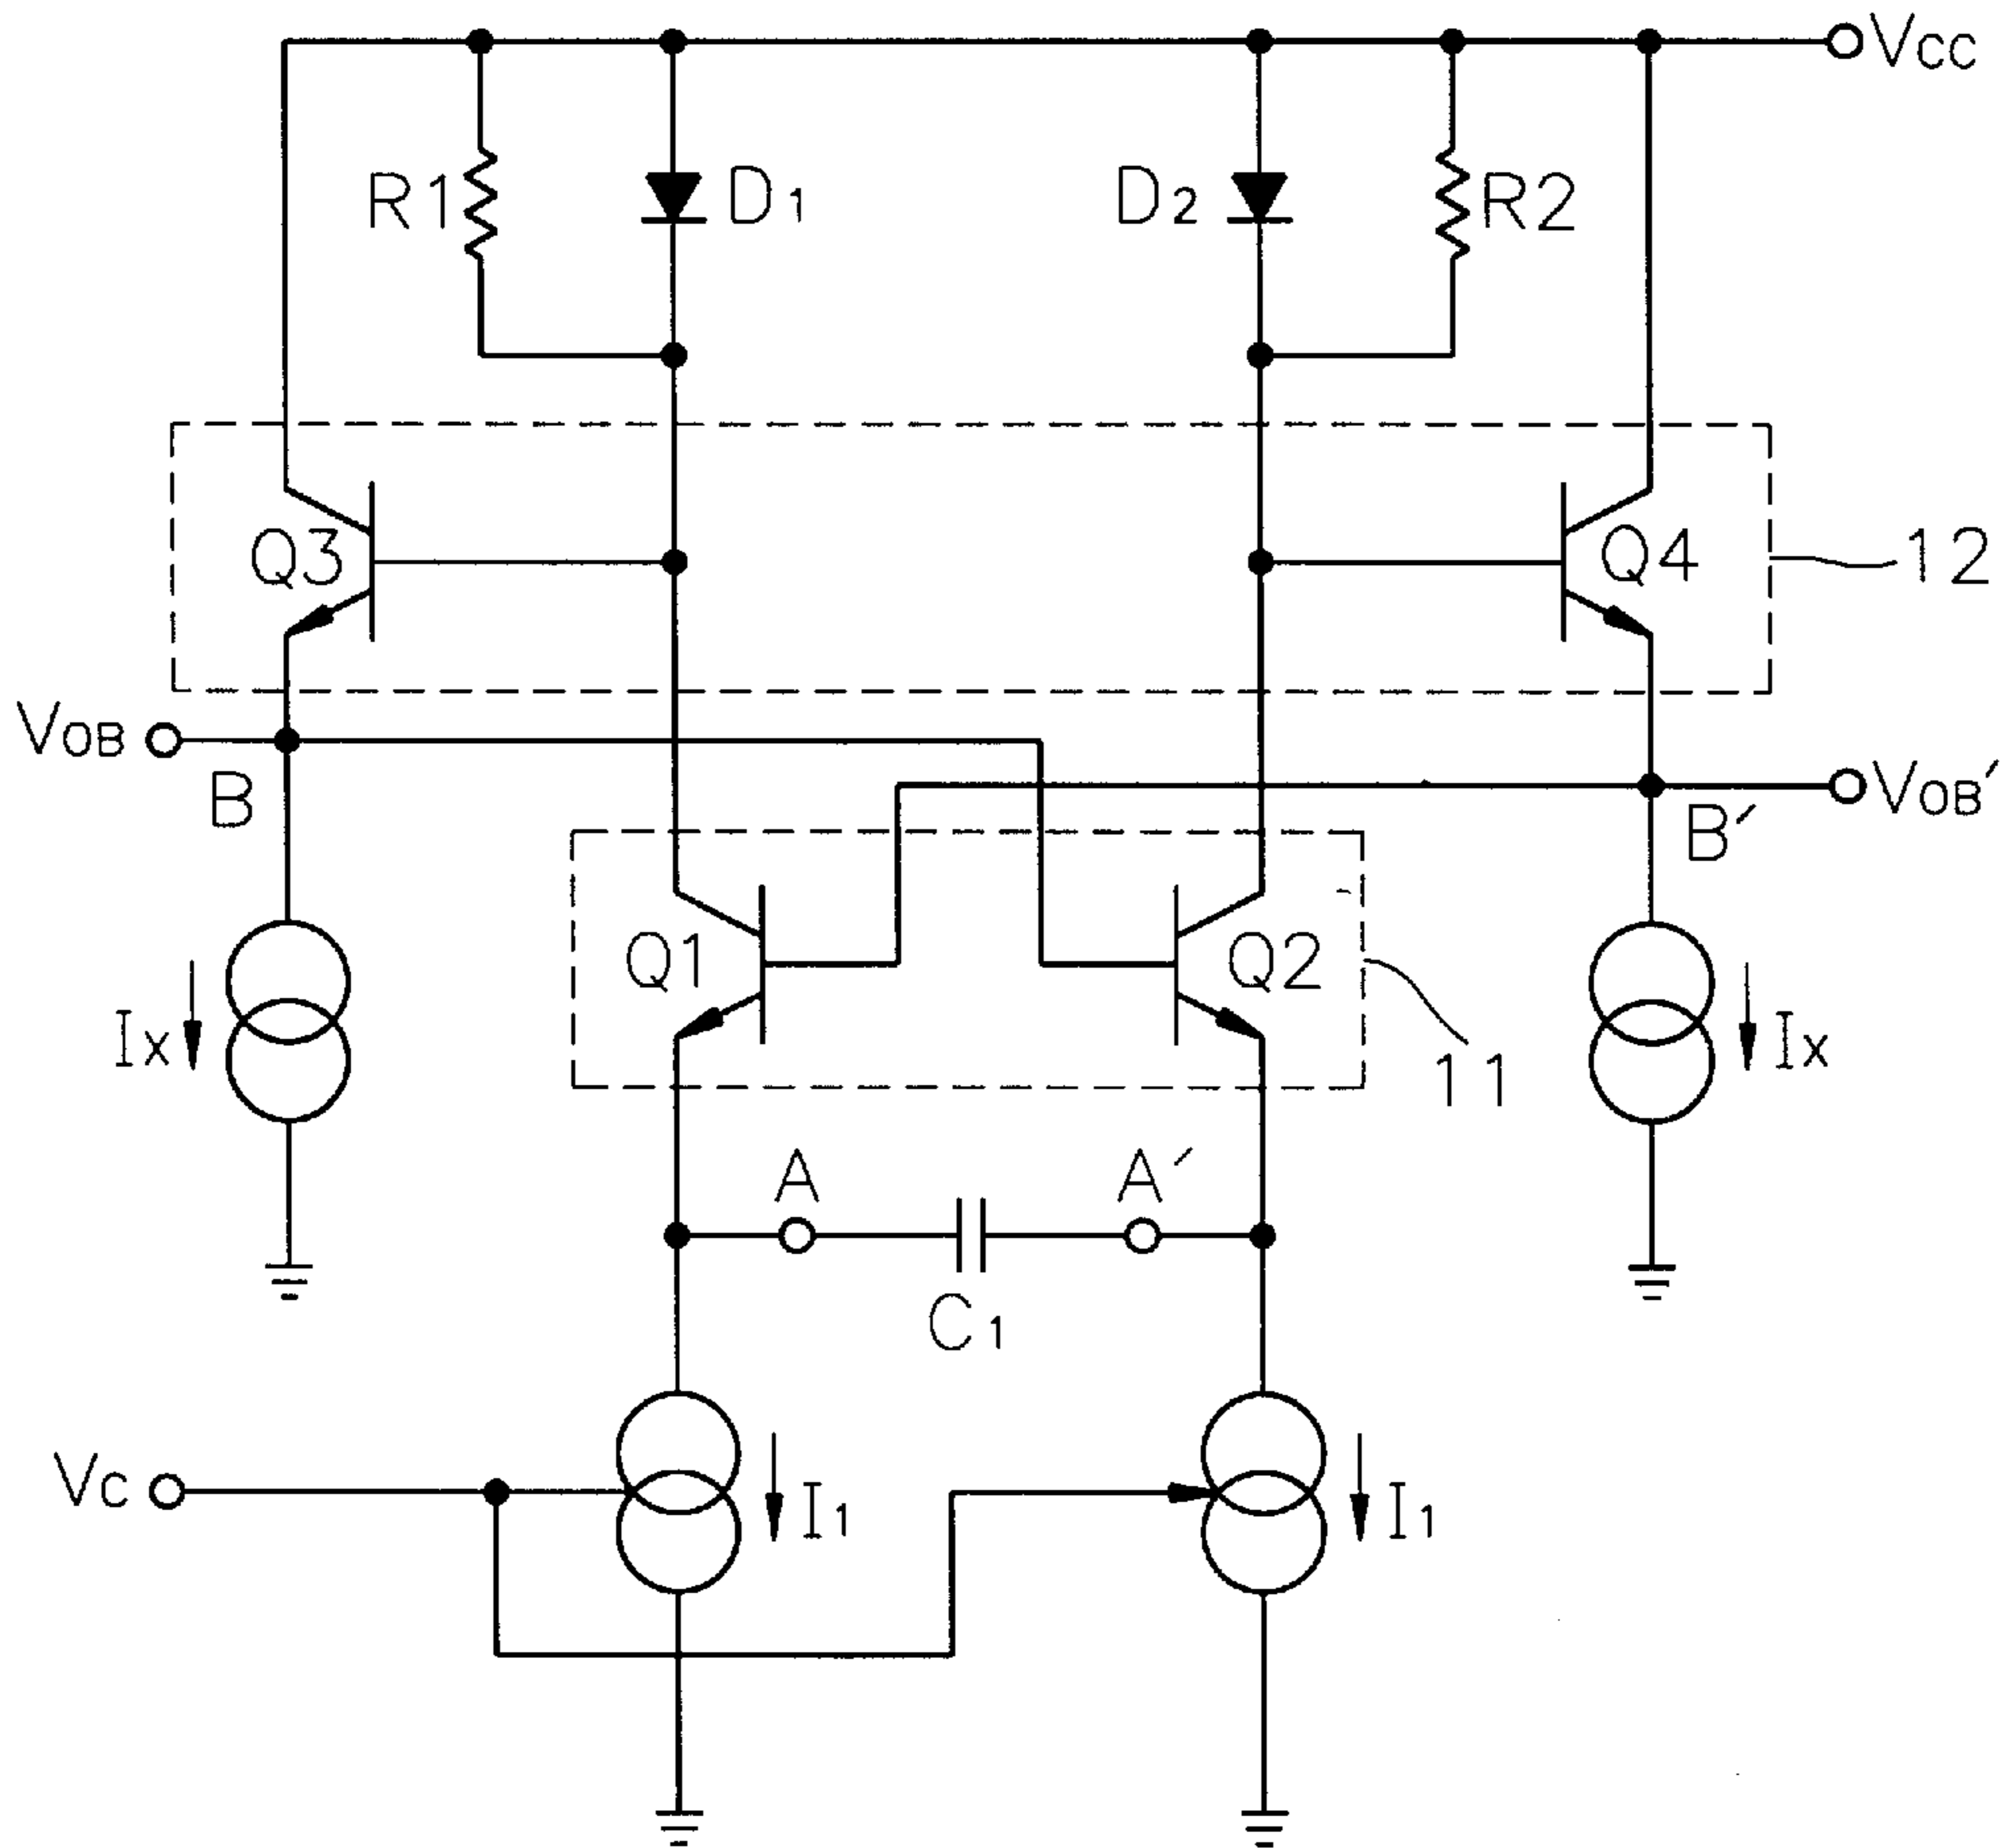 VCC
R1
D1
D2
R2
Q3
Q4
12
VOB
B
VOB'
B'
Q1
Q2
11
IX
IX
A
A'
C1
VC
I1
I1